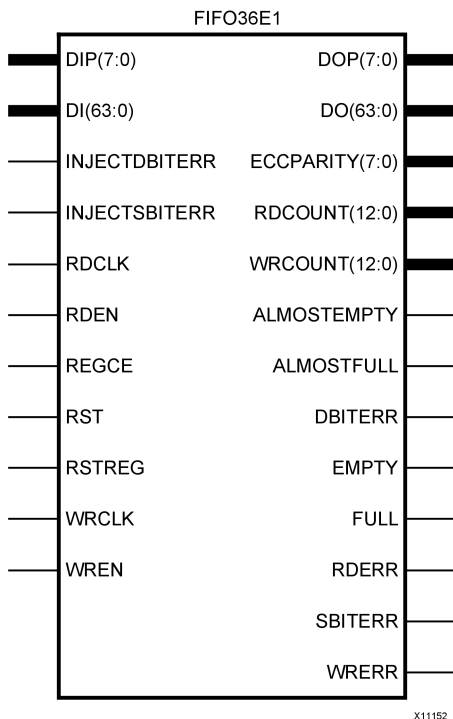 FIFO36E1
DIP(7:0) DOP(7:0)
DI(63:0) DO(63:0)
INJECTDBITERR ECCPARITY(7:0)
INJECTSBITERR RDCOUNT(12:0)
RDCLK WRCOUNT(12:0)
RDEN ALMOSTEMPTY
REGCE ALMOSTFULL
RST DBITERR
RSTREG EMPTY
WRCLK FULL
WREN RDERR
SBITERR
WRERR
X11152